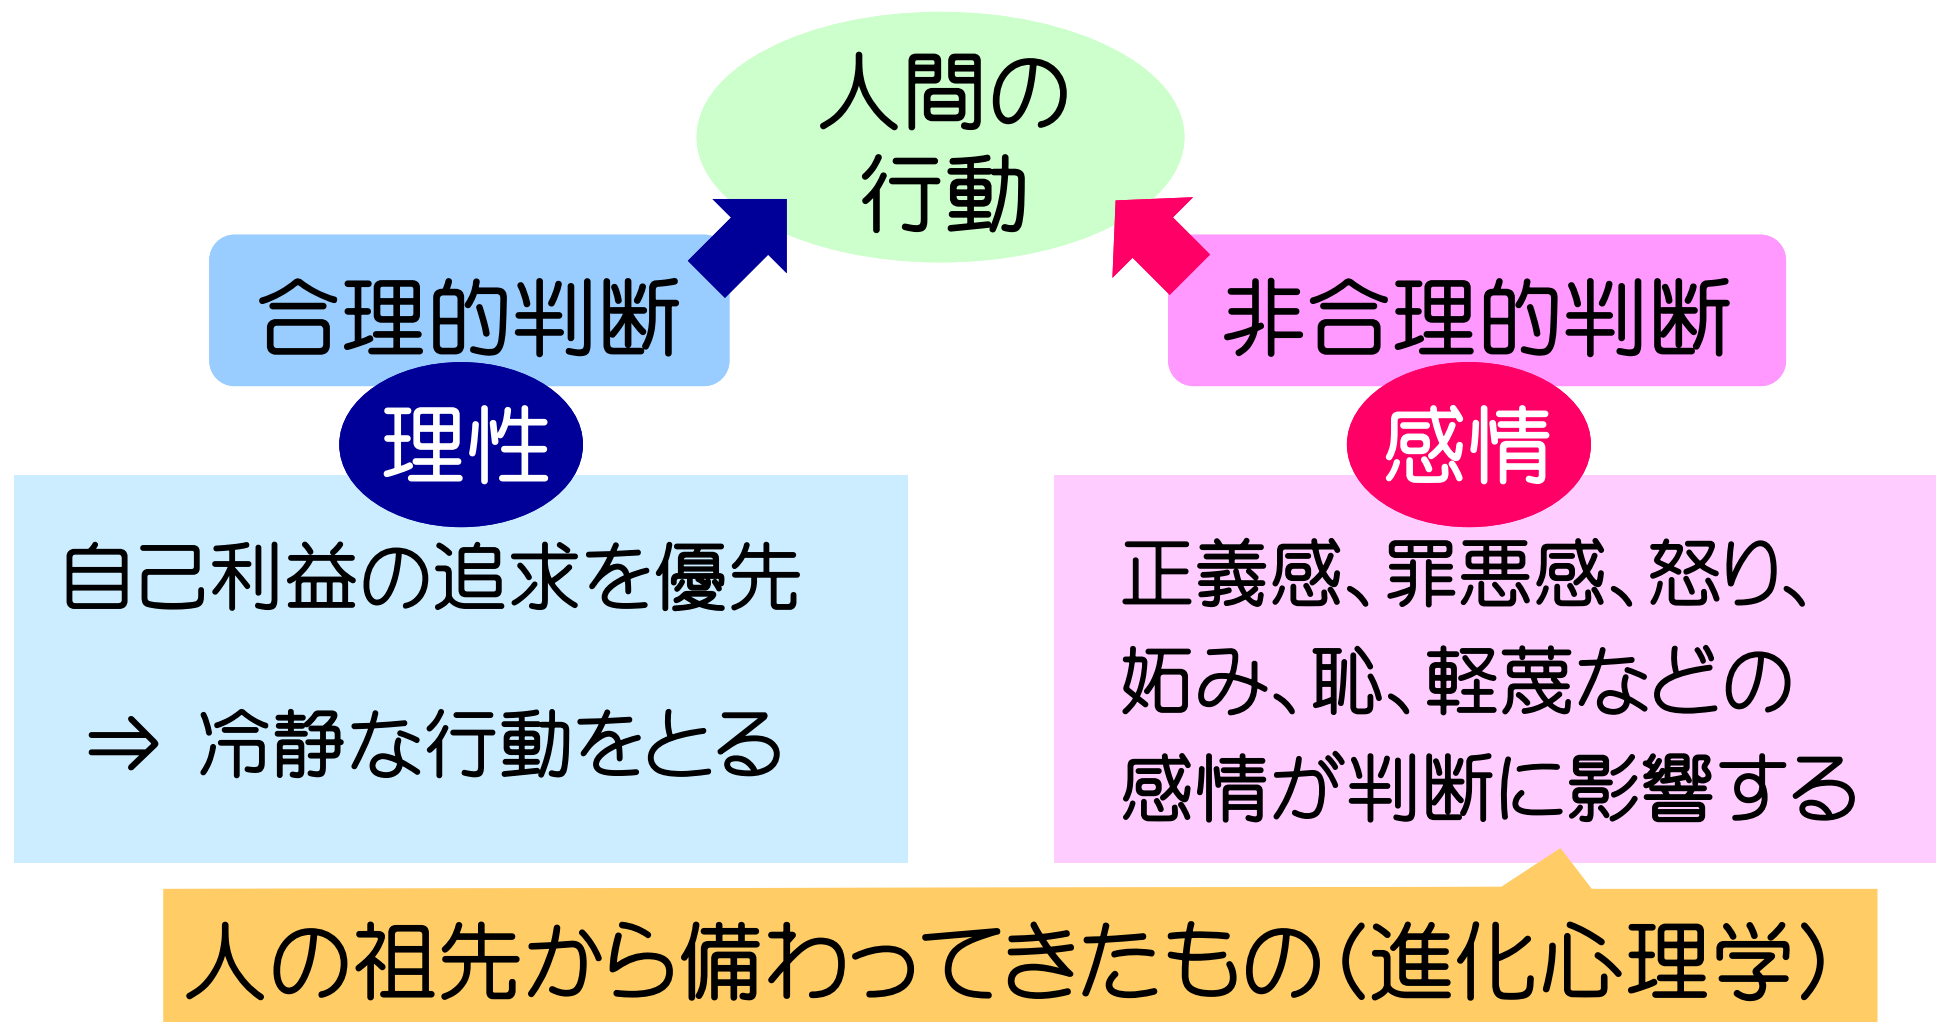 人間の
行動
合理的判断
理性
自己利益の追求を優先
⇒ 冷静な行動をとる
非合理的判断
感情
正義感、罪悪感、怒り、
妬み、恥、軽蔑などの
感情が判断に影響する
人の祖先から備わってきたもの（進化心理学）